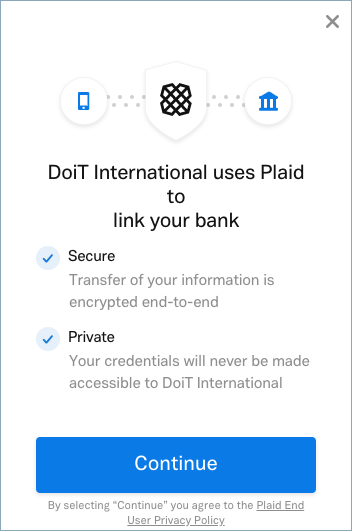 DoiT International uses Plaid
to
link your bank
Secure
Transfer of your information is
encrypted end-to-end
Private
Your credentials will never be made
accessible to DoiT International
Continue
By selecting “Continue” you agree to the Plaid End
User Privacy Policy